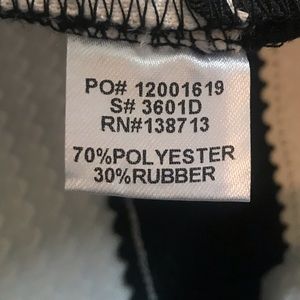 PO# 12001619
S# 3601D
RN#138713
70%POLYESTER
30%RUBBER